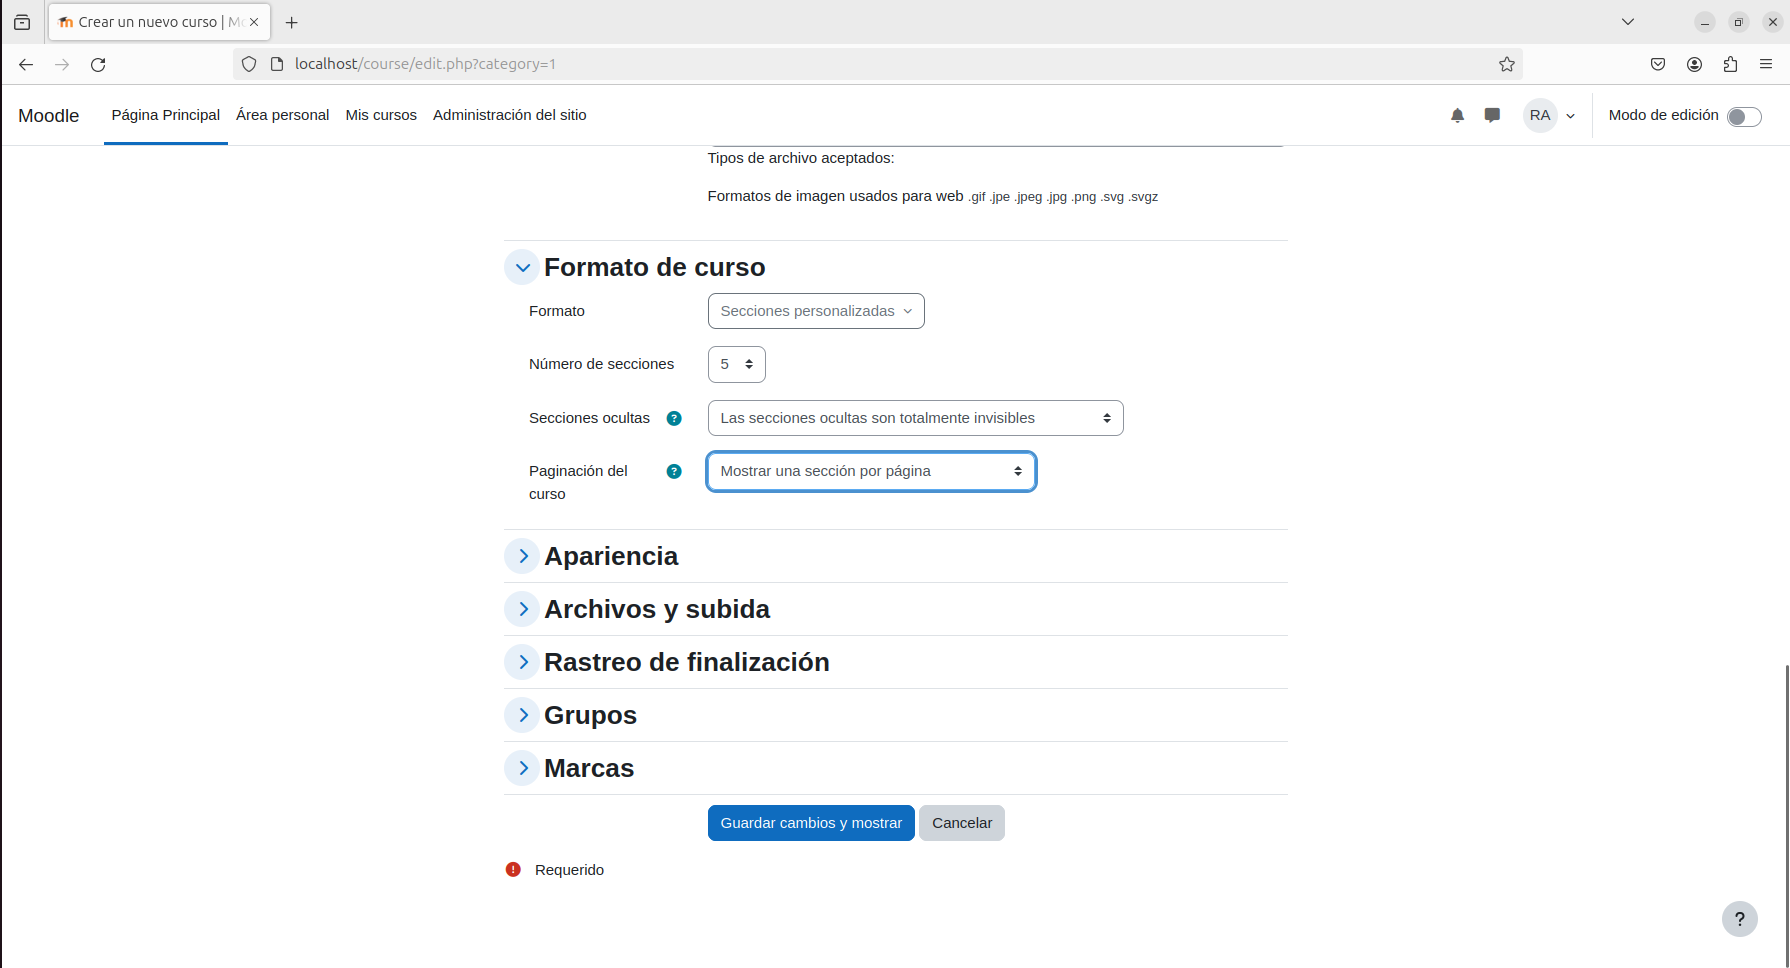 Crear un nuevo curso | Mo
localhost/course/edit.php?category=1
Moodle Página Principal Área personal Mis cursos Administración del sitio RA Modo de edición
Tipos de archivo aceptados:
Formatos de imagen usados para web .gif .jpe .jpeg .jpg .png .svg .svgz
Formato de curso
Formato Secciones personalizadas
Número de secciones 5
Secciones ocultas ? Las secciones ocultas son totalmente invisibles
Paginación del curso ? Mostrar una sección por página
Apariencia
Archivos y subida
Rastreo de finalización
Grupos
Marcas
Guardar cambios y mostrar Cancelar
! Requerido
?